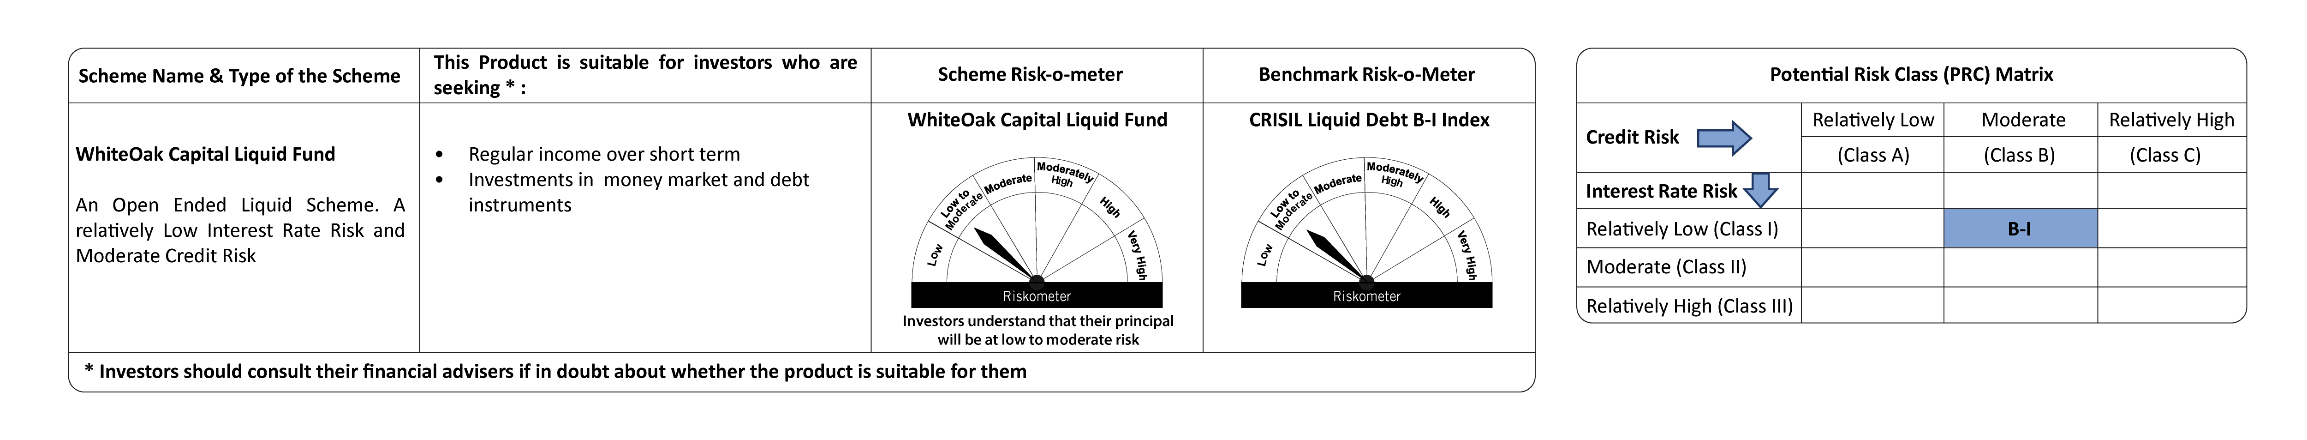 Scheme Name & Type of the Scheme
This Product is suitable for investors who are
seeking * :
Scheme Risk-o-meter
Benchmark Risk-o-Meter
WhiteOak Capital Liquid Fund
An Open Ended Liquid Scheme. A
relatively Low Interest Rate Risk and
Moderate Credit Risk
• Regular income over short term
• Investments in money market and debt
instruments
WhiteOak Capital Liquid Fund
Low
Low to
Moderate
Moderate
Moderately
High
High
Very High
Riskometer
Investors understand that their principal
will be at low to moderate risk
CRISIL Liquid Debt B-I Index
Low
Low to
Moderate
Moderate
Moderately
High
High
Very High
Riskometer
* Investors should consult their financial advisers if in doubt about whether the product is suitable for them
Potential Risk Class (PRC) Matrix
Credit Risk
Relatively Low
Moderate
Relatively High
(Class A)
(Class B)
(Class C)
Interest Rate Risk
Relatively Low (Class I)
B-I
Moderate (Class II)
Relatively High (Class III)